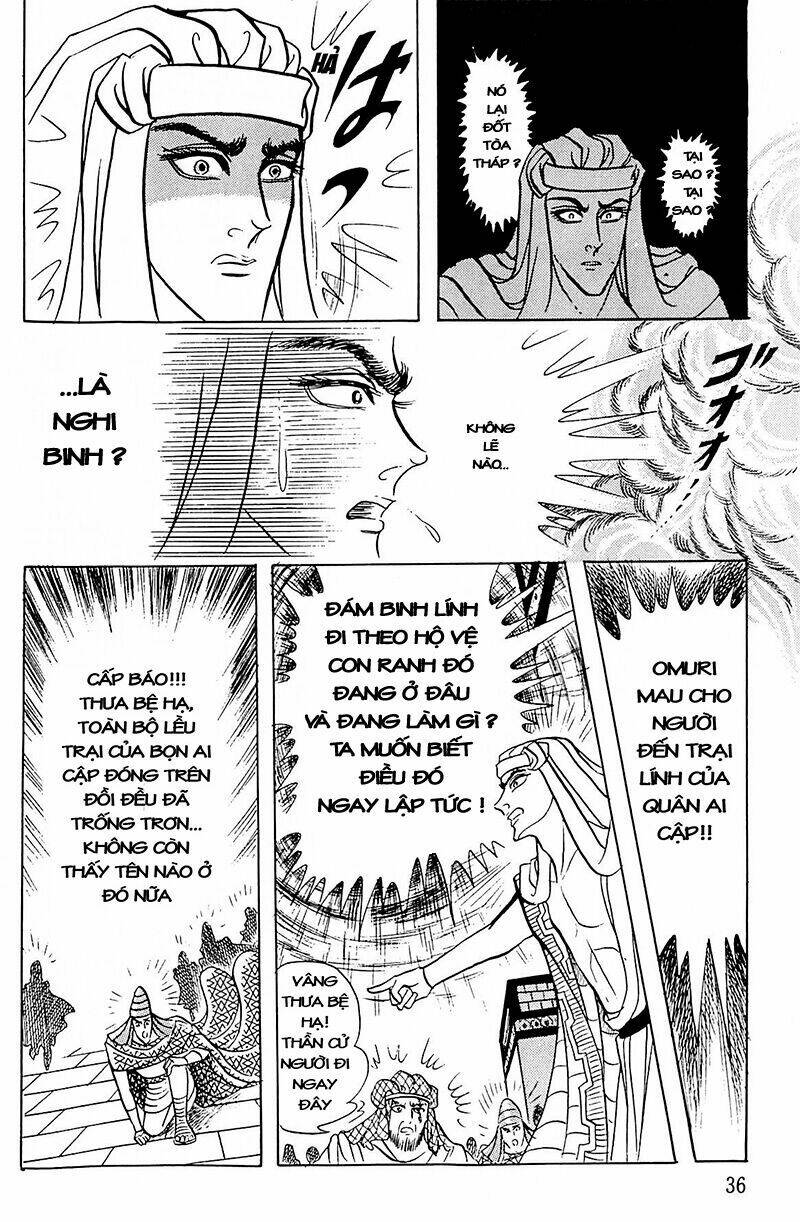 NÓ
LẠI
ĐỐT
TÒA
THÁP ?
TẠI
SAO ?
TẠI
SAO ?
HẢ
はっ
ゴオオオ…
KHÔNG
LẼ
NÀO...
...LÀ
NGHI
BINH ?
OMURI
MAU CHO
NGƯỜI
ĐẾN TRẠI
LÍNH CỦA
QUÂN AI
CẬP!!
ĐÁM BINH LÍNH
ĐI THEO HỘ VỆ
CON RANH ĐÓ
ĐANG Ở ĐÂU
VÀ ĐANG LÀM GÌ ?
TA MUỐN BIẾT
ĐIỀU ĐÓ
NGAY LẬP TỨC !
VÂNG
THƯA BỆ
HẠ!
THẦN CỬ
NGƯỜI ĐI
NGAY
ĐÂY
CẤP BÁO!!!
THƯA BỆ HẠ,
TOÀN BỘ LỀU
TRẠI CỦA BỌN AI
CẬP ĐÓNG TRÊN
ĐỒI ĐỀU ĐÃ
TRỐNG TRƠN...
KHÔNG CÒN
THẤY TÊN NÀO Ở
ĐÓ NỮA
36